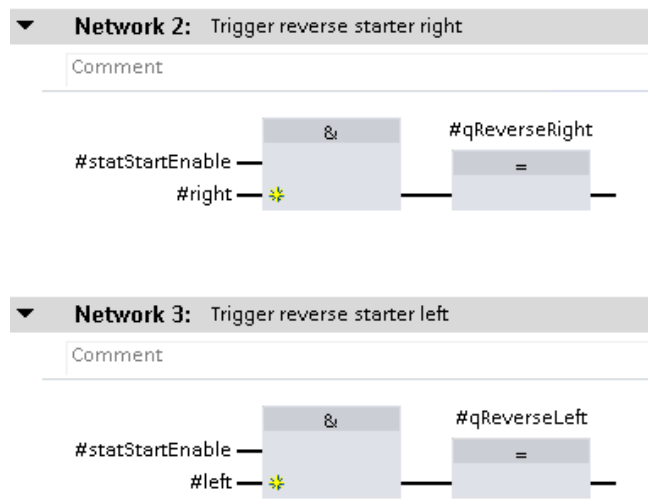 Network 2: Trigger reverse starter right
Comment
& #qReverseRight
#statStartEnable =
#right
Network 3: Trigger reverse starter left
Comment
& #qReverseLeft
#statStartEnable =
#left